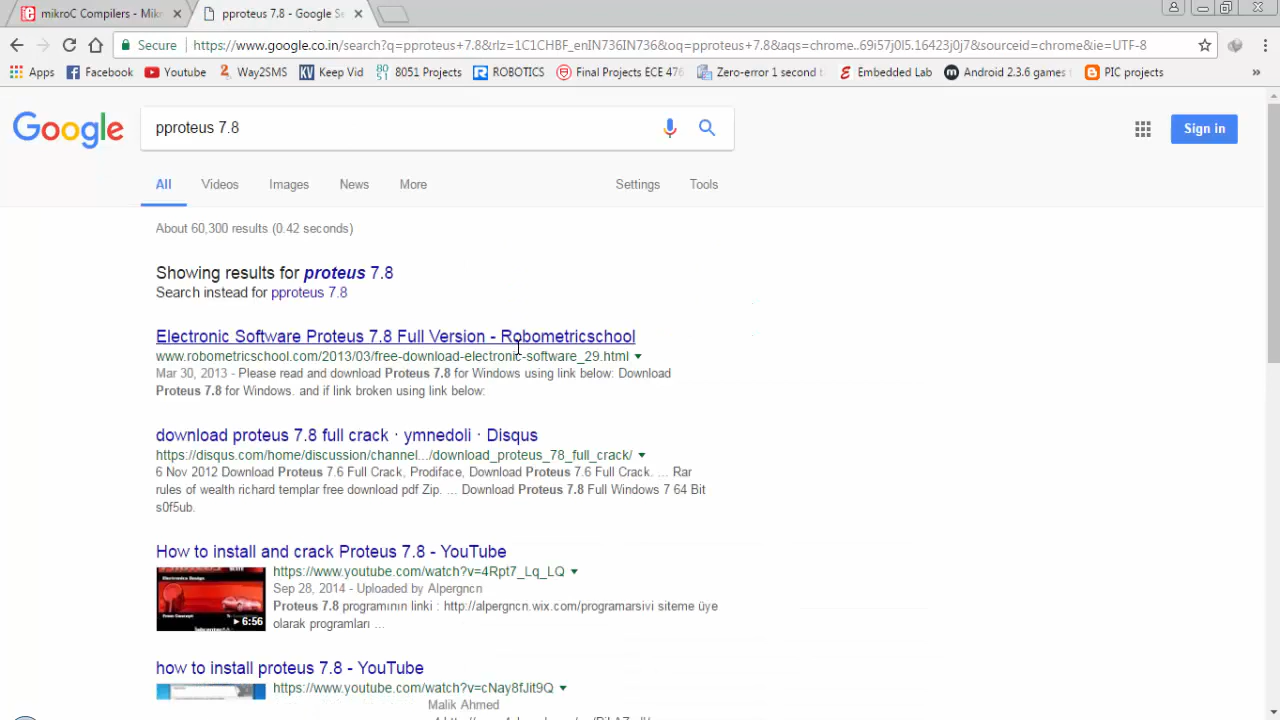 mikroC Compilers - Mikr
pproteus 7.8 - Google Se
Secure https://www.google.co.in/search?q=pproteus+7.8&rlz=1C1CHBF_enIN736IN736&oq=pproteus+7.8&aqs=chrome..69i57j0l5.16423j0j7&sourceid=chrome&ie=UTF-8
Apps Facebook Youtube Way2SMS Keep Vid 8051 Projects ROBOTICS Final Projects ECE 476 Zero-error 1 second t Embedded Lab Android 2.3.6 games PIC projects »
Google pproteus 7.8 Sign in
All Videos Images News More Settings Tools
About 60,300 results (0.42 seconds)
Showing results for proteus 7.8
Search instead for pproteus 7.8
Electronic Software Proteus 7.8 Full Version - Robometricschool
www.robometricschool.com/2013/03/free-download-electronic-software_29.html
Mar 30, 2013 - Please read and download Proteus 7.8 for Windows using link below: Download
Proteus 7.8 for Windows. and if link broken using link below:
download proteus 7.8 full crack · ymnedoli · Disqus
https://disqus.com/home/discussion/channel.../download_proteus_78_full_crack/
6 Nov 2012 Download Proteus 7.6 Full Crack, Prodiface, Download Proteus 7.6 Full Crack. ... Rar
rules of wealth richard templar free download pdf Zip. ... Download Proteus 7.8 Full Windows 7 64 Bit
s0f5ub.
How to install and crack Proteus 7.8 - YouTube
https://www.youtube.com/watch?v=4Rpt7_Lq_LQ
Sep 28, 2014 - Uploaded by Alpergncn
Proteus 7.8 programının linki : http://alpergncn.wix.com/programarsivi siteme üye
olarak programları ...
6:56
how to install proteus 7.8 - YouTube
https://www.youtube.com/watch?v=cNay8fJit9Q
Malik Ahmed